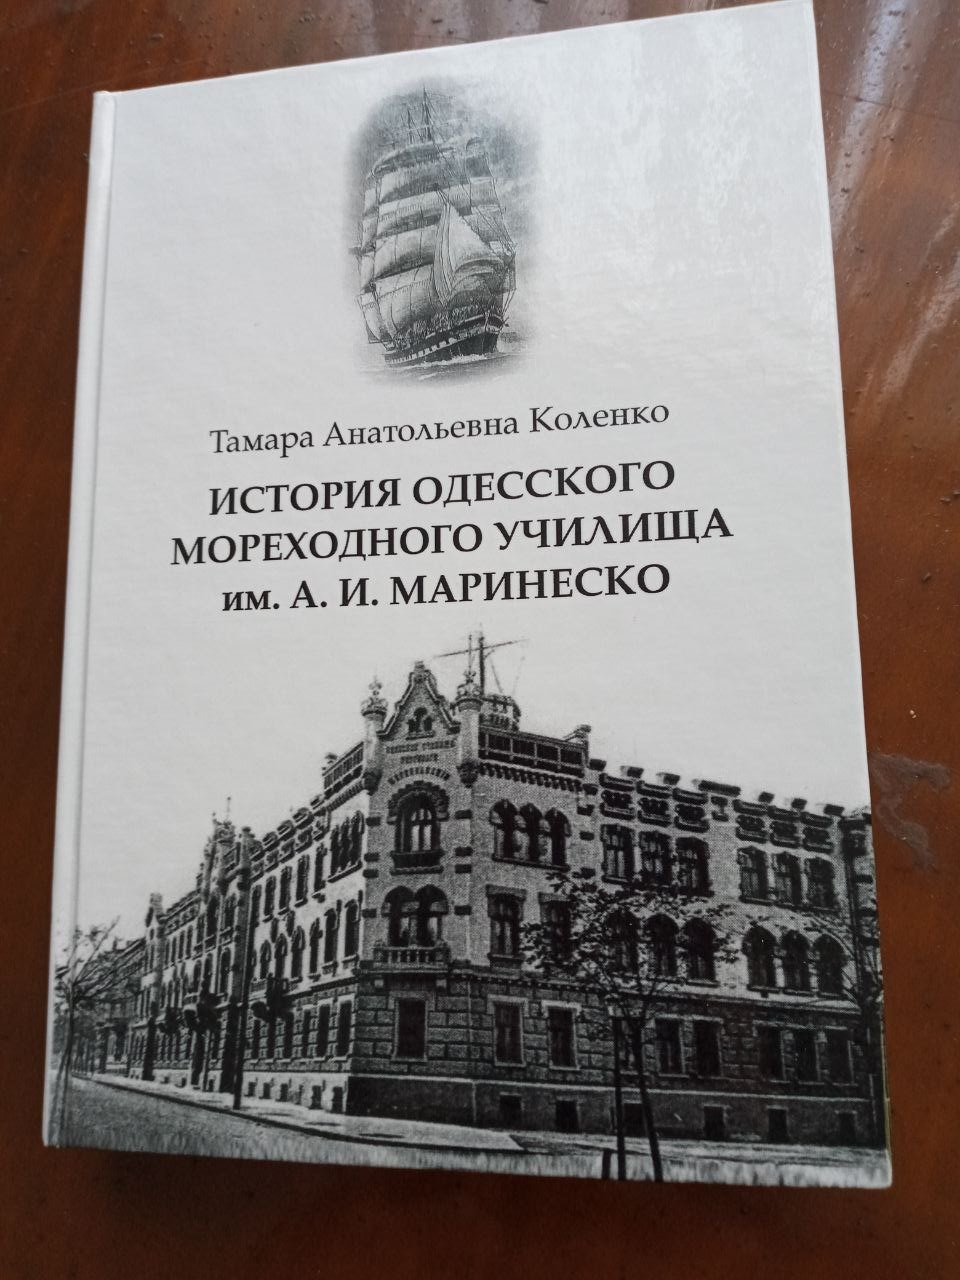 Тамара Анатольевна Коленко
ИСТОРИЯ ОДЕССКОГО
МОРЕХОДНОГО УЧИЛИЩА
им. А. И. МАРИНЕСКО